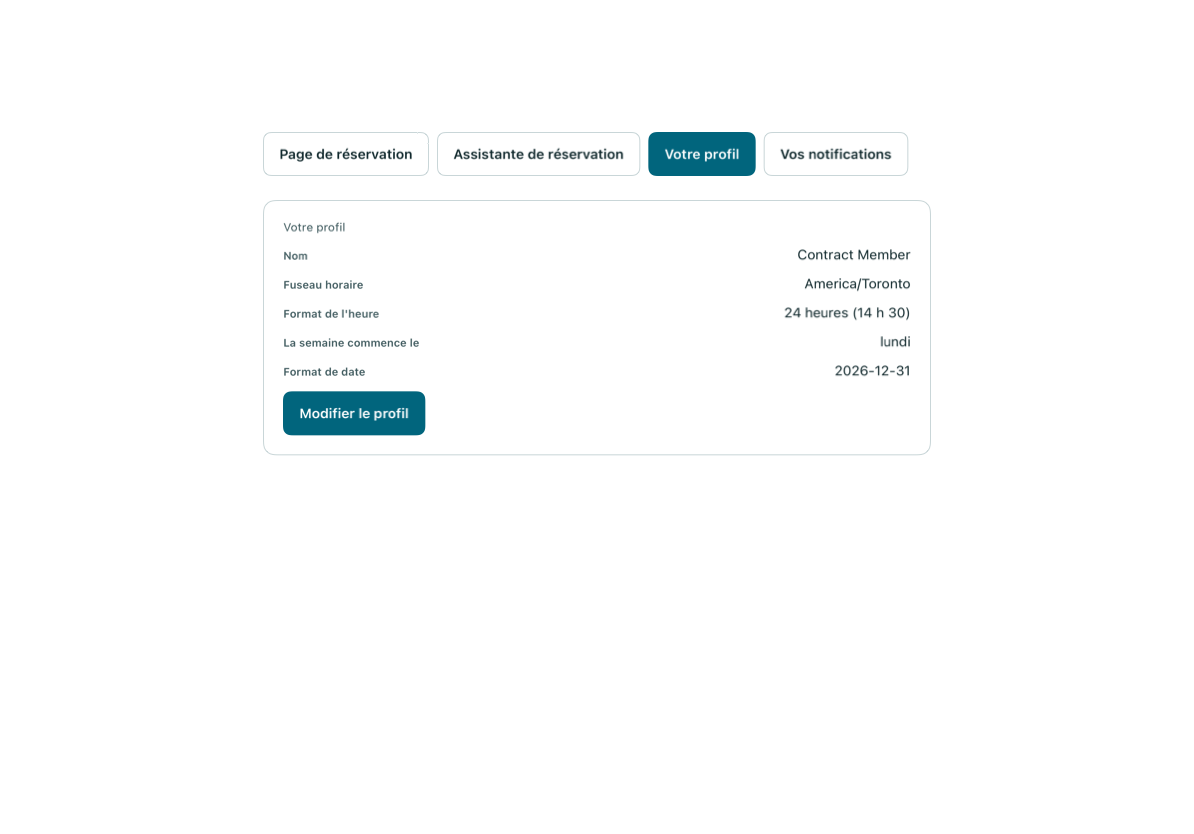 Page de réservation
Assistante de réservation
Votre profil
Vos notifications
Votre profil
Nom
Contract Member
Fuseau horaire
America/Toronto
Format de l'heure
24 heures (14 h 30)
La semaine commence le
lundi
Format de date
2026-12-31
Modifier le profil